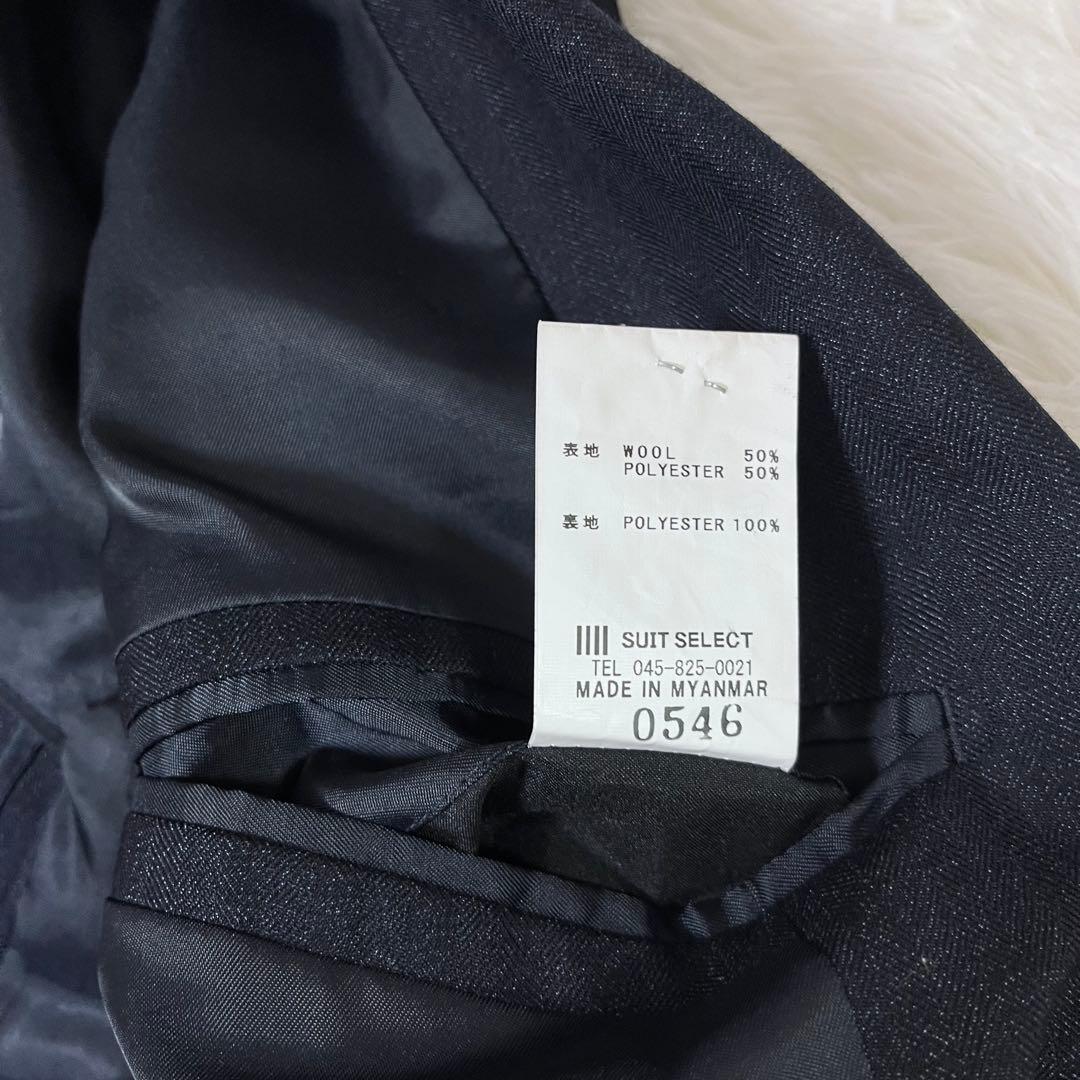 表地 WOOL 50%
POLYESTER 50%
裏地 POLYESTER 100%
SUIT SELECT
TEL 045-825-0021
MADE IN MYANMAR
0546